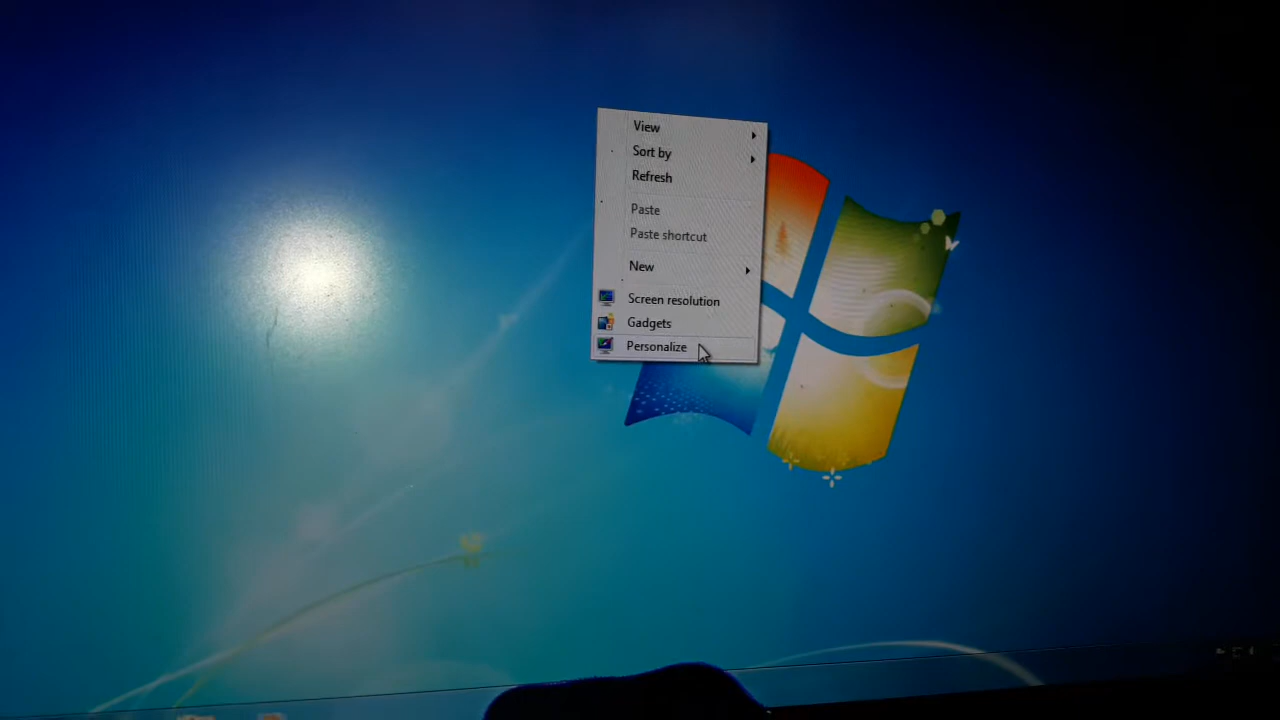 View
Sort by
Refresh
Paste
Paste shortcut
New
Screen resolution
Gadgets
Personalize